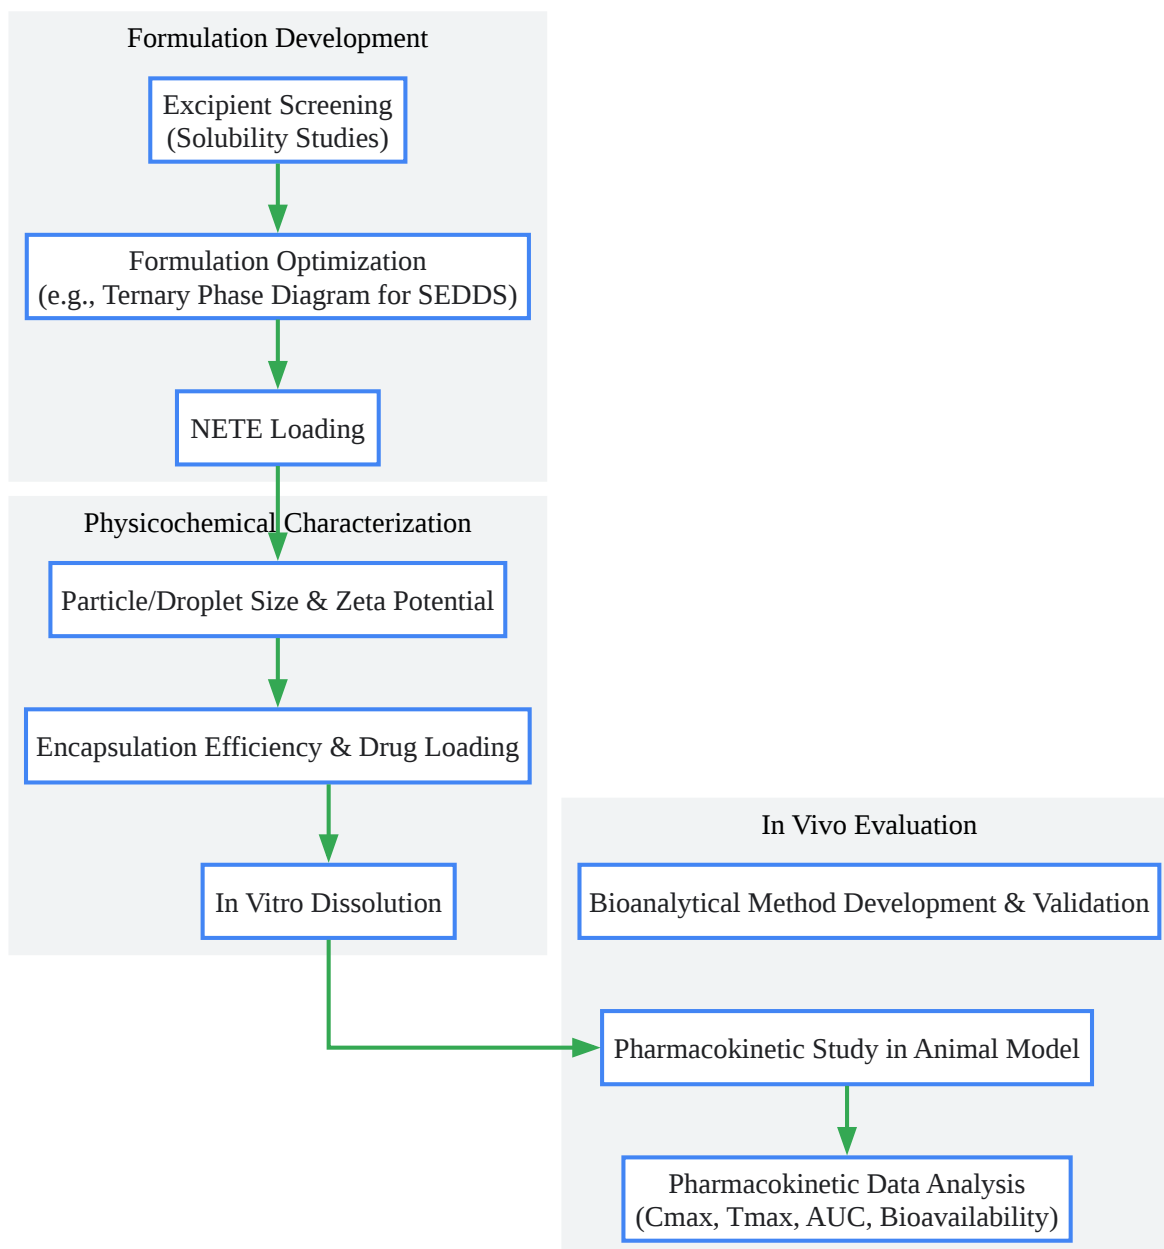 Formulation Development
Excipient Screening
(Solubility Studies)
Formulation Optimization
(e.g., Ternary Phase Diagram for SEDDS)
NETE Loading
Physicochemical Characterization
Particle/Droplet Size & Zeta Potential
Encapsulation Efficiency & Drug Loading
In Vitro Dissolution
In Vivo Evaluation
Bioanalytical Method Development & Validation
Pharmacokinetic Study in Animal Model
Pharmacokinetic Data Analysis
(Cmax, Tmax, AUC, Bioavailability)